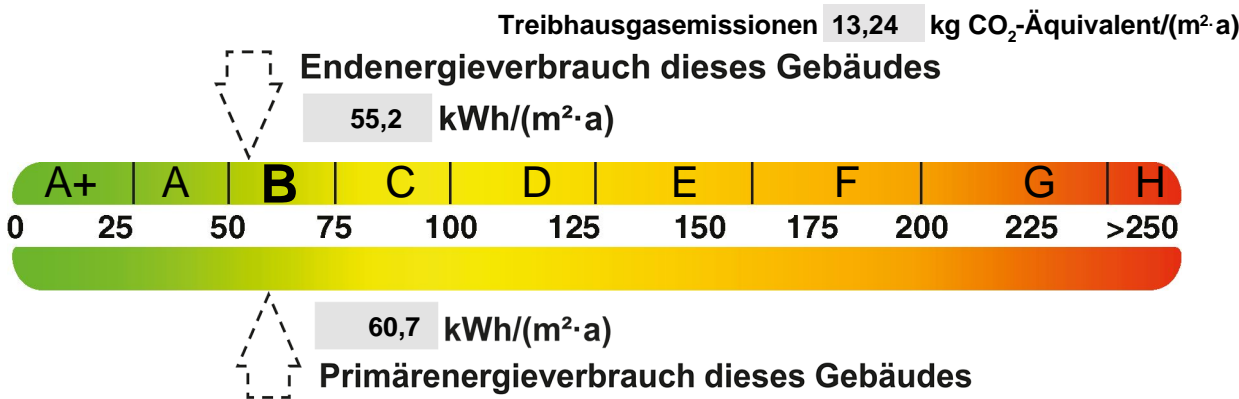 Treibhausgasemissionen 13,24 kg CO₂-Äquivalent/(m²·a)
Endenergieverbrauch dieses Gebäudes
55,2 kWh/(m²·a)
A+ A B C D E F G H
0 25 50 75 100 125 150 175 200 225 >250
60,7 kWh/(m²·a)
Primärenergieverbrauch dieses Gebäudes